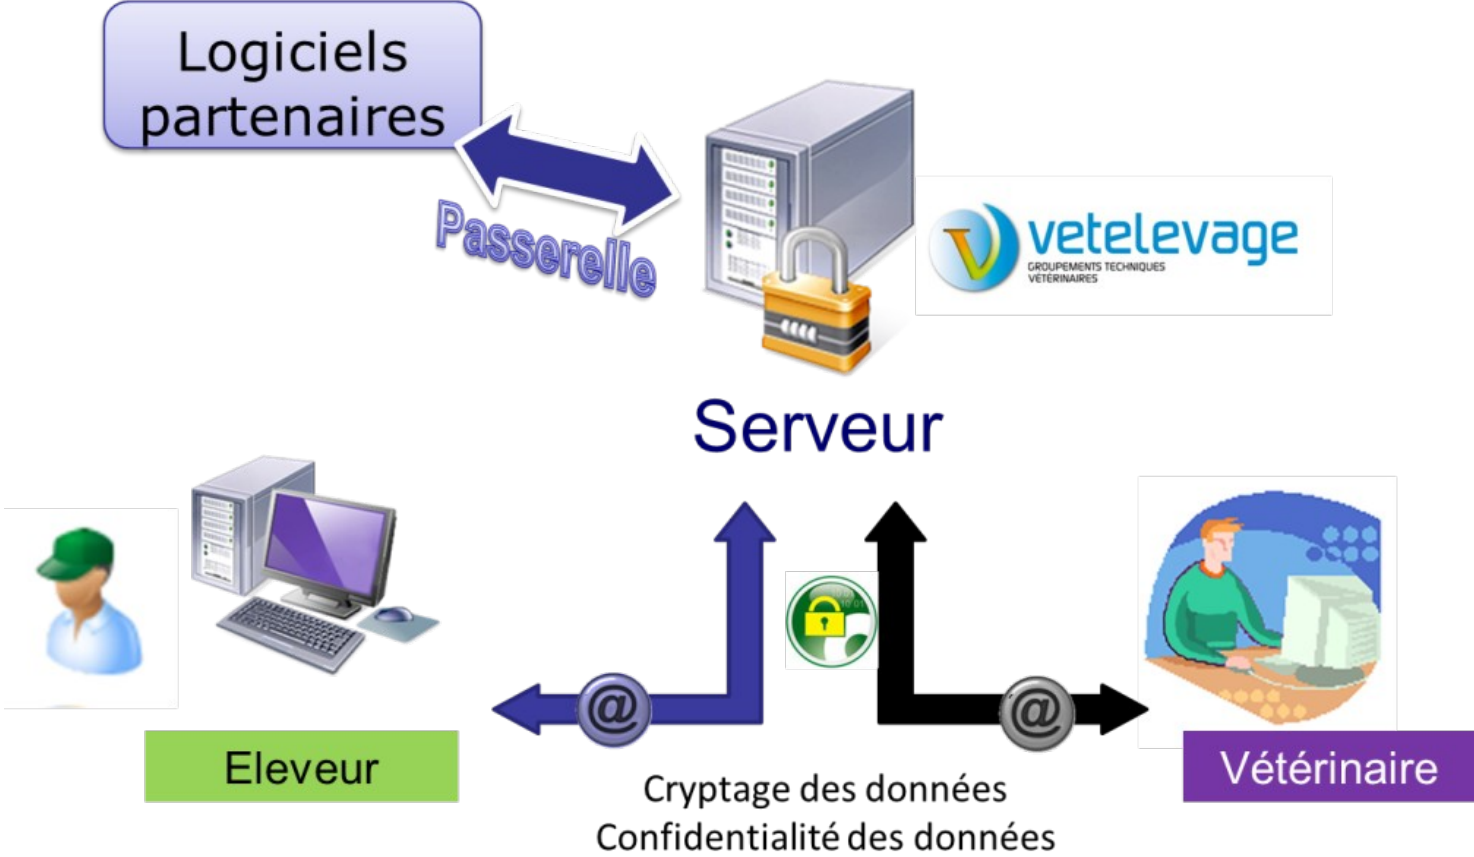 Logiciels
partenaires
Passerelle
vetelevage
GROUPEMENTS TECHNIQUES
VÉTÉRINAIRES
Serveur
@
@
Eleveur
Vétérinaire
Cryptage des données
Confidentialité des données